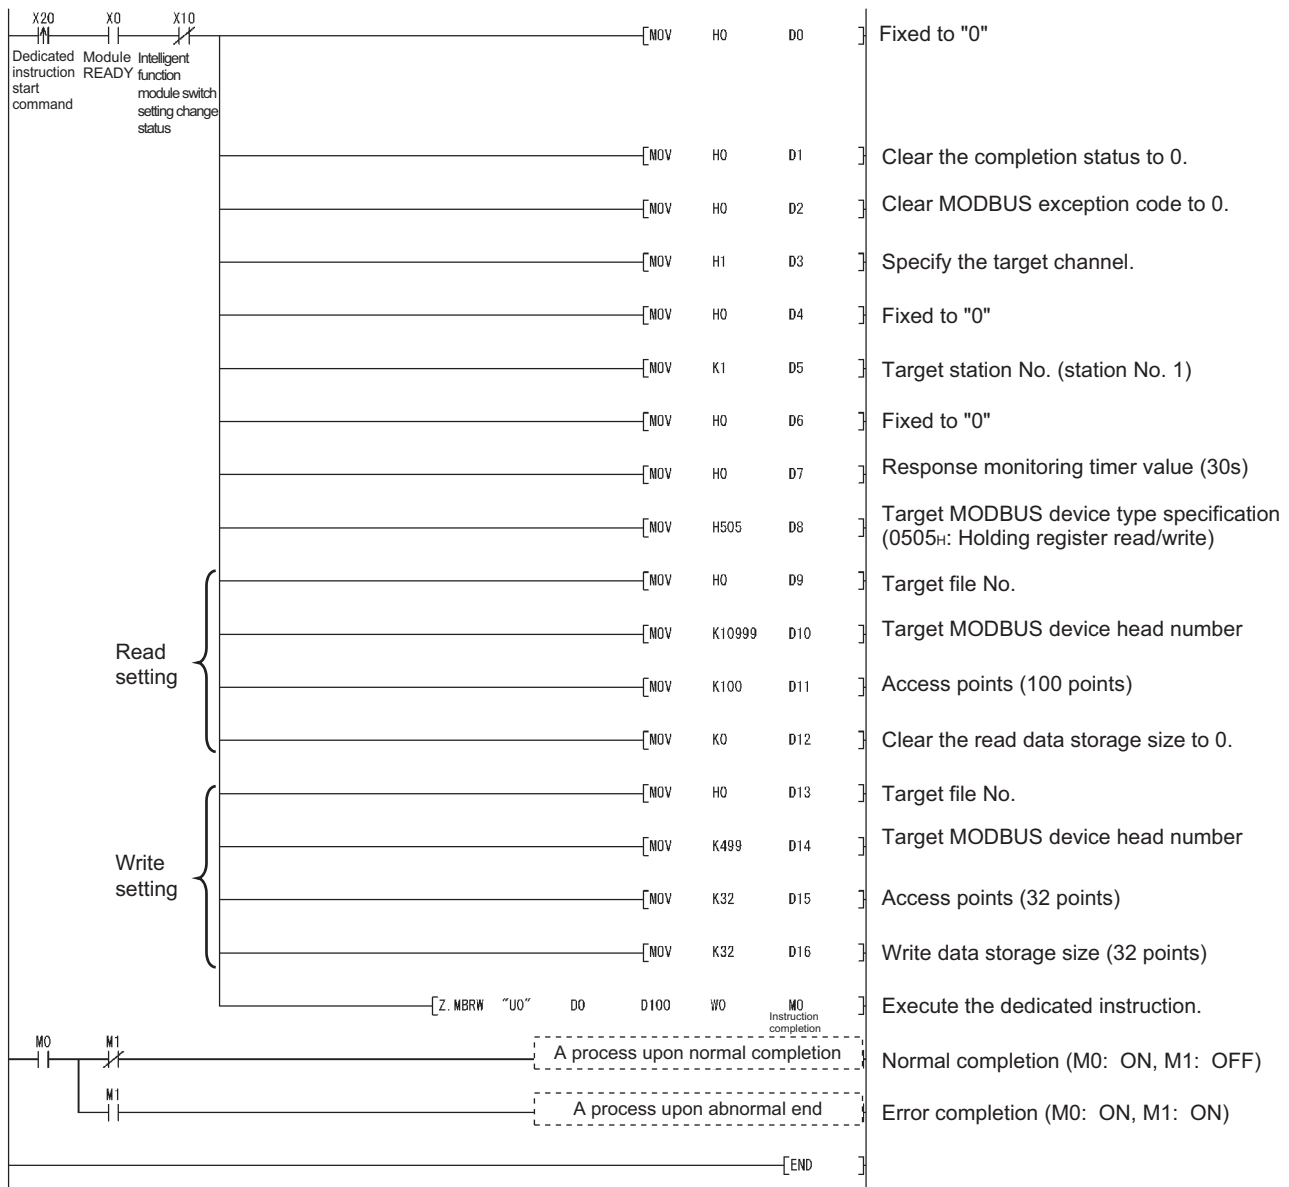 X20 X0 X10
[MOV H0 D0 ] Fixed to "0"
Dedicated instruction start command
Module READY
Intelligent function module switch setting change status
[MOV H0 D1 ] Clear the completion status to 0.
[MOV H0 D2 ] Clear MODBUS exception code to 0.
[MOV H1 D3 ] Specify the target channel.
[MOV H0 D4 ] Fixed to "0"
[MOV K1 D5 ] Target station No. (station No. 1)
[MOV H0 D6 ] Fixed to "0"
[MOV H0 D7 ] Response monitoring timer value (30s)
[MOV H505 D8 ] Target MODBUS device type specification
(0505H: Holding register read/write)
Read
setting
[MOV H0 D9 ] Target file No.
[MOV K10999 D10 ] Target MODBUS device head number
[MOV K100 D11 ] Access points (100 points)
[MOV K0 D12 ] Clear the read data storage size to 0.
Write
setting
[MOV H0 D13 ] Target file No.
[MOV K499 D14 ] Target MODBUS device head number
[MOV K32 D15 ] Access points (32 points)
[MOV K32 D16 ] Write data storage size (32 points)
[Z.MBRW "U0" D0 D100 W0 M0 ] Execute the dedicated instruction.
Instruction
completion
M0 M1
A process upon normal completion Normal completion (M0: ON, M1: OFF)
M1
A process upon abnormal end Error completion (M0: ON, M1: ON)
[END ]